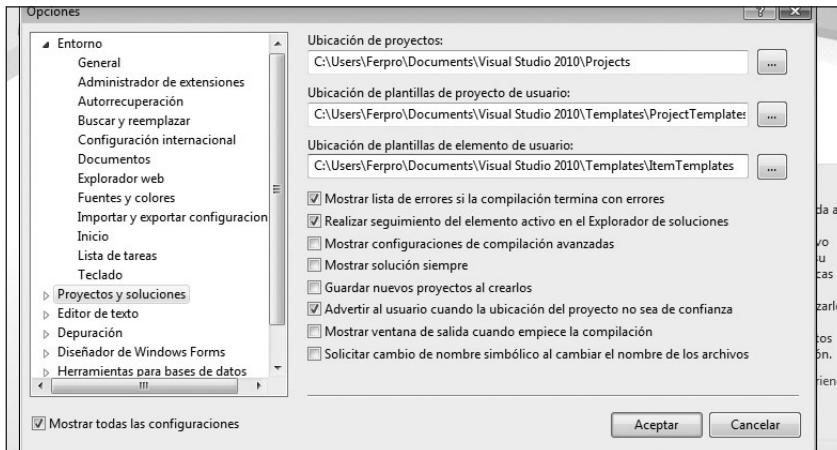 Opciones
Entorno
General
Administrador de extensiones
Autorrecuperación
Buscar y reemplazar
Configuración internacional
Documentos
Explorador web
Fuentes y colores
Importar y exportar configuracion
Inicio
Lista de tareas
Teclado
Proyectos y soluciones
Editor de texto
Depuración
Diseñador de Windows Forms
Herramientas para bases de datos
Mostrar todas las configuraciones
Ubicación de proyectos:
C:\Users\Ferpro\Documents\Visual Studio 2010\Projects
...
Ubicación de plantillas de proyecto de usuario:
C:\Users\Ferpro\Documents\Visual Studio 2010\Templates\ProjectTemplates
...
Ubicación de plantillas de elemento de usuario:
C:\Users\Ferpro\Documents\Visual Studio 2010\Templates\ItemTemplates
...
Mostrar lista de errores si la compilación termina con errores
Realizar seguimiento del elemento activo en el Explorador de soluciones
Mostrar configuraciones de compilación avanzadas
Mostrar solución siempre
Guardar nuevos proyectos al crearlos
Advertir al usuario cuando la ubicación del proyecto no sea de confianza
Mostrar ventana de salida cuando empiece la compilación
Solicitar cambio de nombre simbólico al cambiar el nombre de los archivos
Aceptar
Cancelar